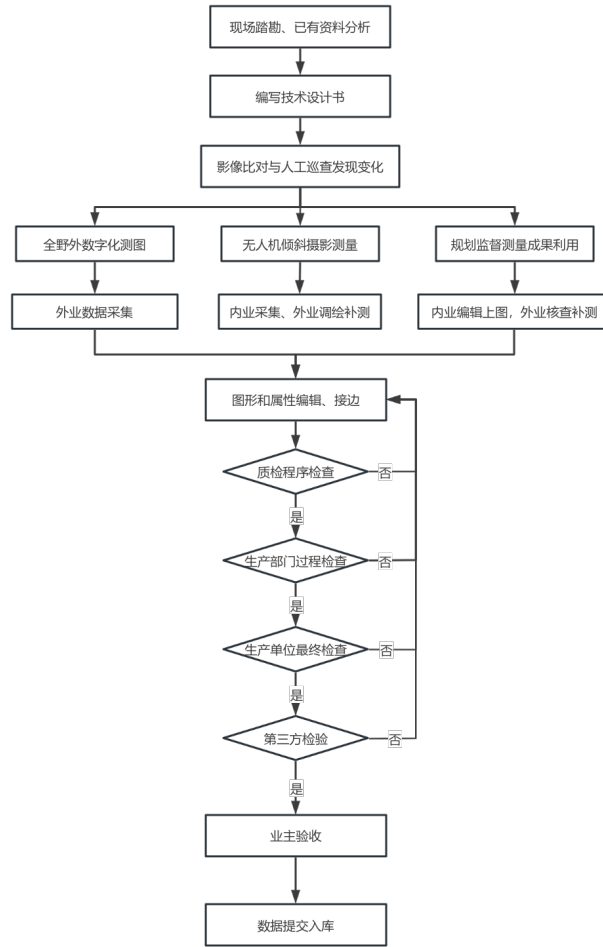 现场踏勘、已有资料分析
编写技术设计书
影像比对与人工巡查发现变化
全野外数字化测图
无人机倾斜摄影测量
规划监督测量成果利用
外业数据采集
内业采集、外业调绘补测
内业编辑上图，外业核查补测
图形和属性编辑、接边
质检程序检查
否
是
生产部门过程检查
否
是
生产单位最终检查
否
是
第三方检验
否
是
业主验收
数据提交入库